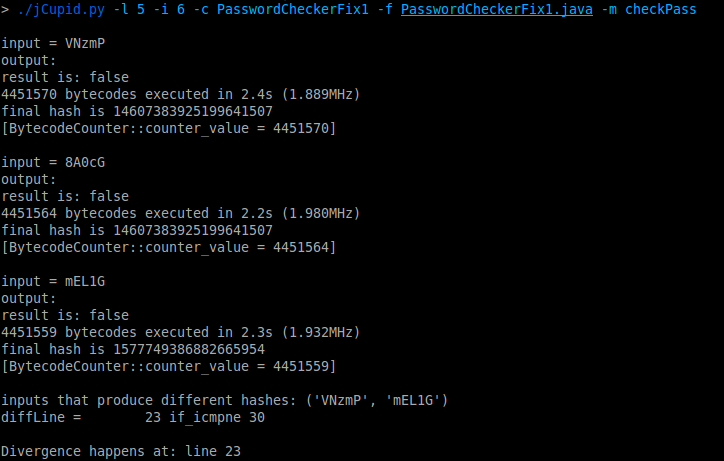 > ./jCupid.py -l 5 -i 6 -c PasswordCheckerFix1 -f PasswordCheckerFix1.java -m checkPass
input = VNzmP
output:
result is: false
4451570 bytecodes executed in 2.4s (1.889MHz)
final hash is 14607383925199641507
[BytecodeCounter::counter_value = 4451570]
input = 8A0cG
output:
result is: false
4451564 bytecodes executed in 2.2s (1.980MHz)
final hash is 14607383925199641507
[BytecodeCounter::counter_value = 4451564]
input = mEL1G
output:
result is: false
4451559 bytecodes executed in 2.3s (1.932MHz)
final hash is 1577749386882665954
[BytecodeCounter::counter_value = 4451559]
inputs that produce different hashes: ('VNzmP', 'mEL1G')
diffLine =        23 if_icmpne 30
Divergence happens at: line 23